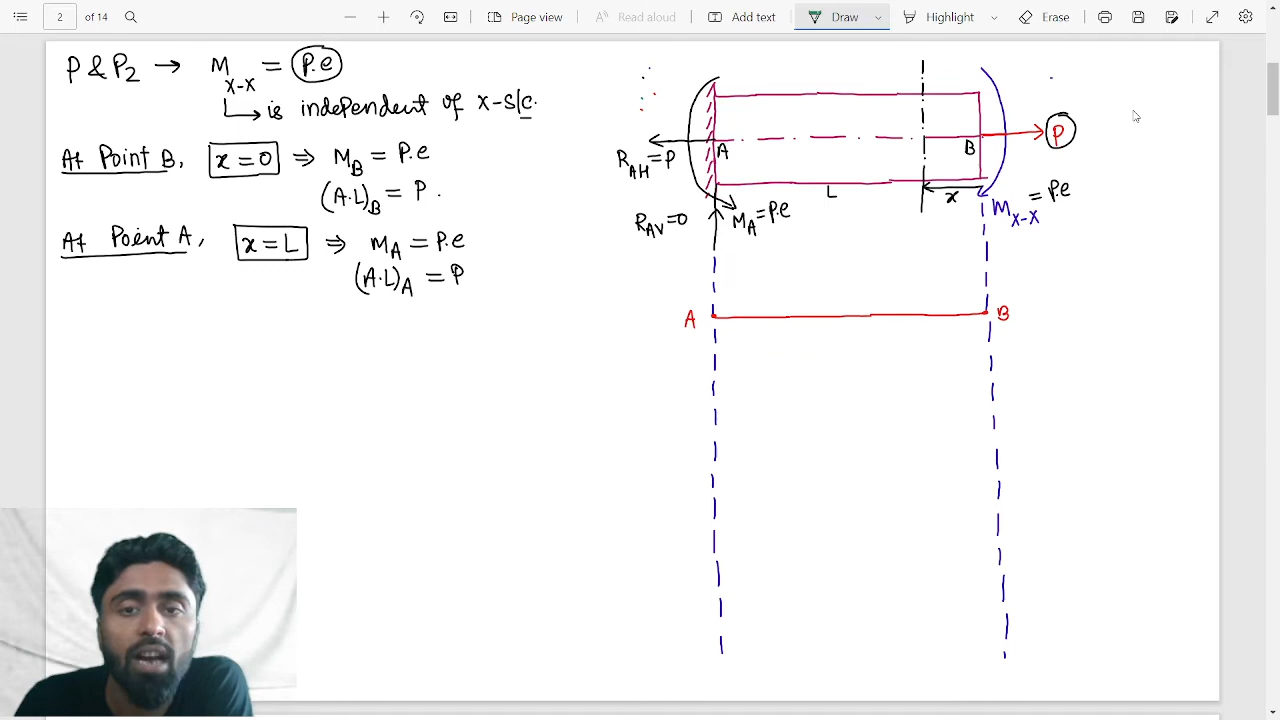 2 of 14
Page view
Read aloud
Add text
Draw
Highlight
Erase
P & P2 → Mx-x = P.e
↳ is independent of x-s/c.
At Point B, x = 0 ⇒ MB = P.e
(A.L)B = P.
At Point A, x = L ⇒ MA = P.e
(A.L)A = P
RAH = P
A
B
P
L
x
Mx-x = P.e
RAV = 0
MA = P.e
A
B